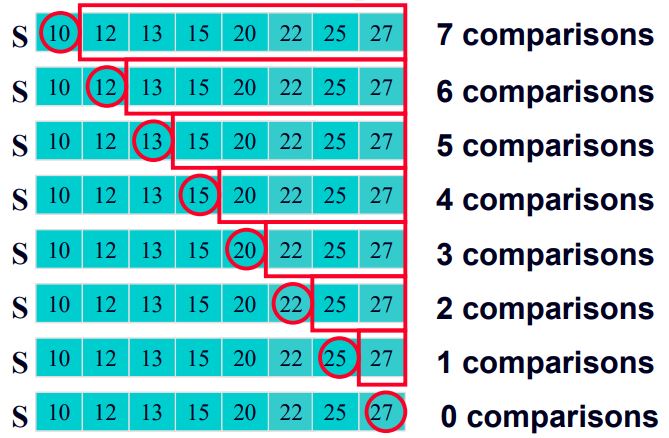 S 10 12 13 15 20 22 25 27 7 comparisons
S 10 12 13 15 20 22 25 27 6 comparisons
S 10 12 13 15 20 22 25 27 5 comparisons
S 10 12 13 15 20 22 25 27 4 comparisons
S 10 12 13 15 20 22 25 27 3 comparisons
S 10 12 13 15 20 22 25 27 2 comparisons
S 10 12 13 15 20 22 25 27 1 comparisons
S 10 12 13 15 20 22 25 27 0 comparisons